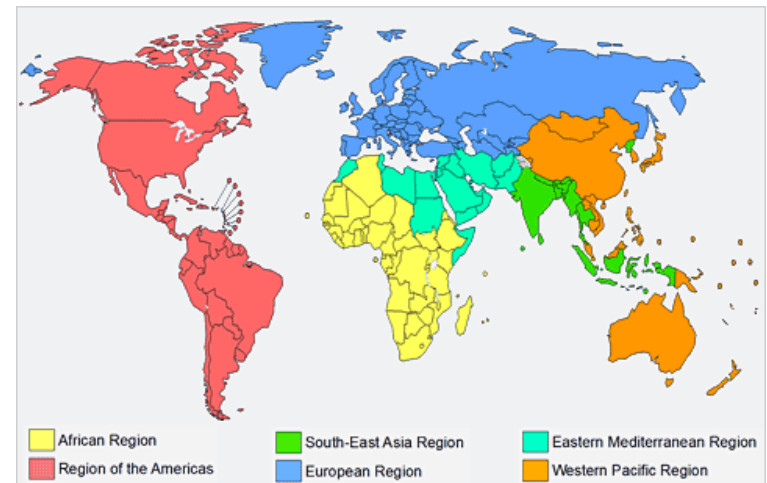 African Region
South-East Asia Region
Eastern Mediterranean Region
Region of the Americas
European Region
Western Pacific Region